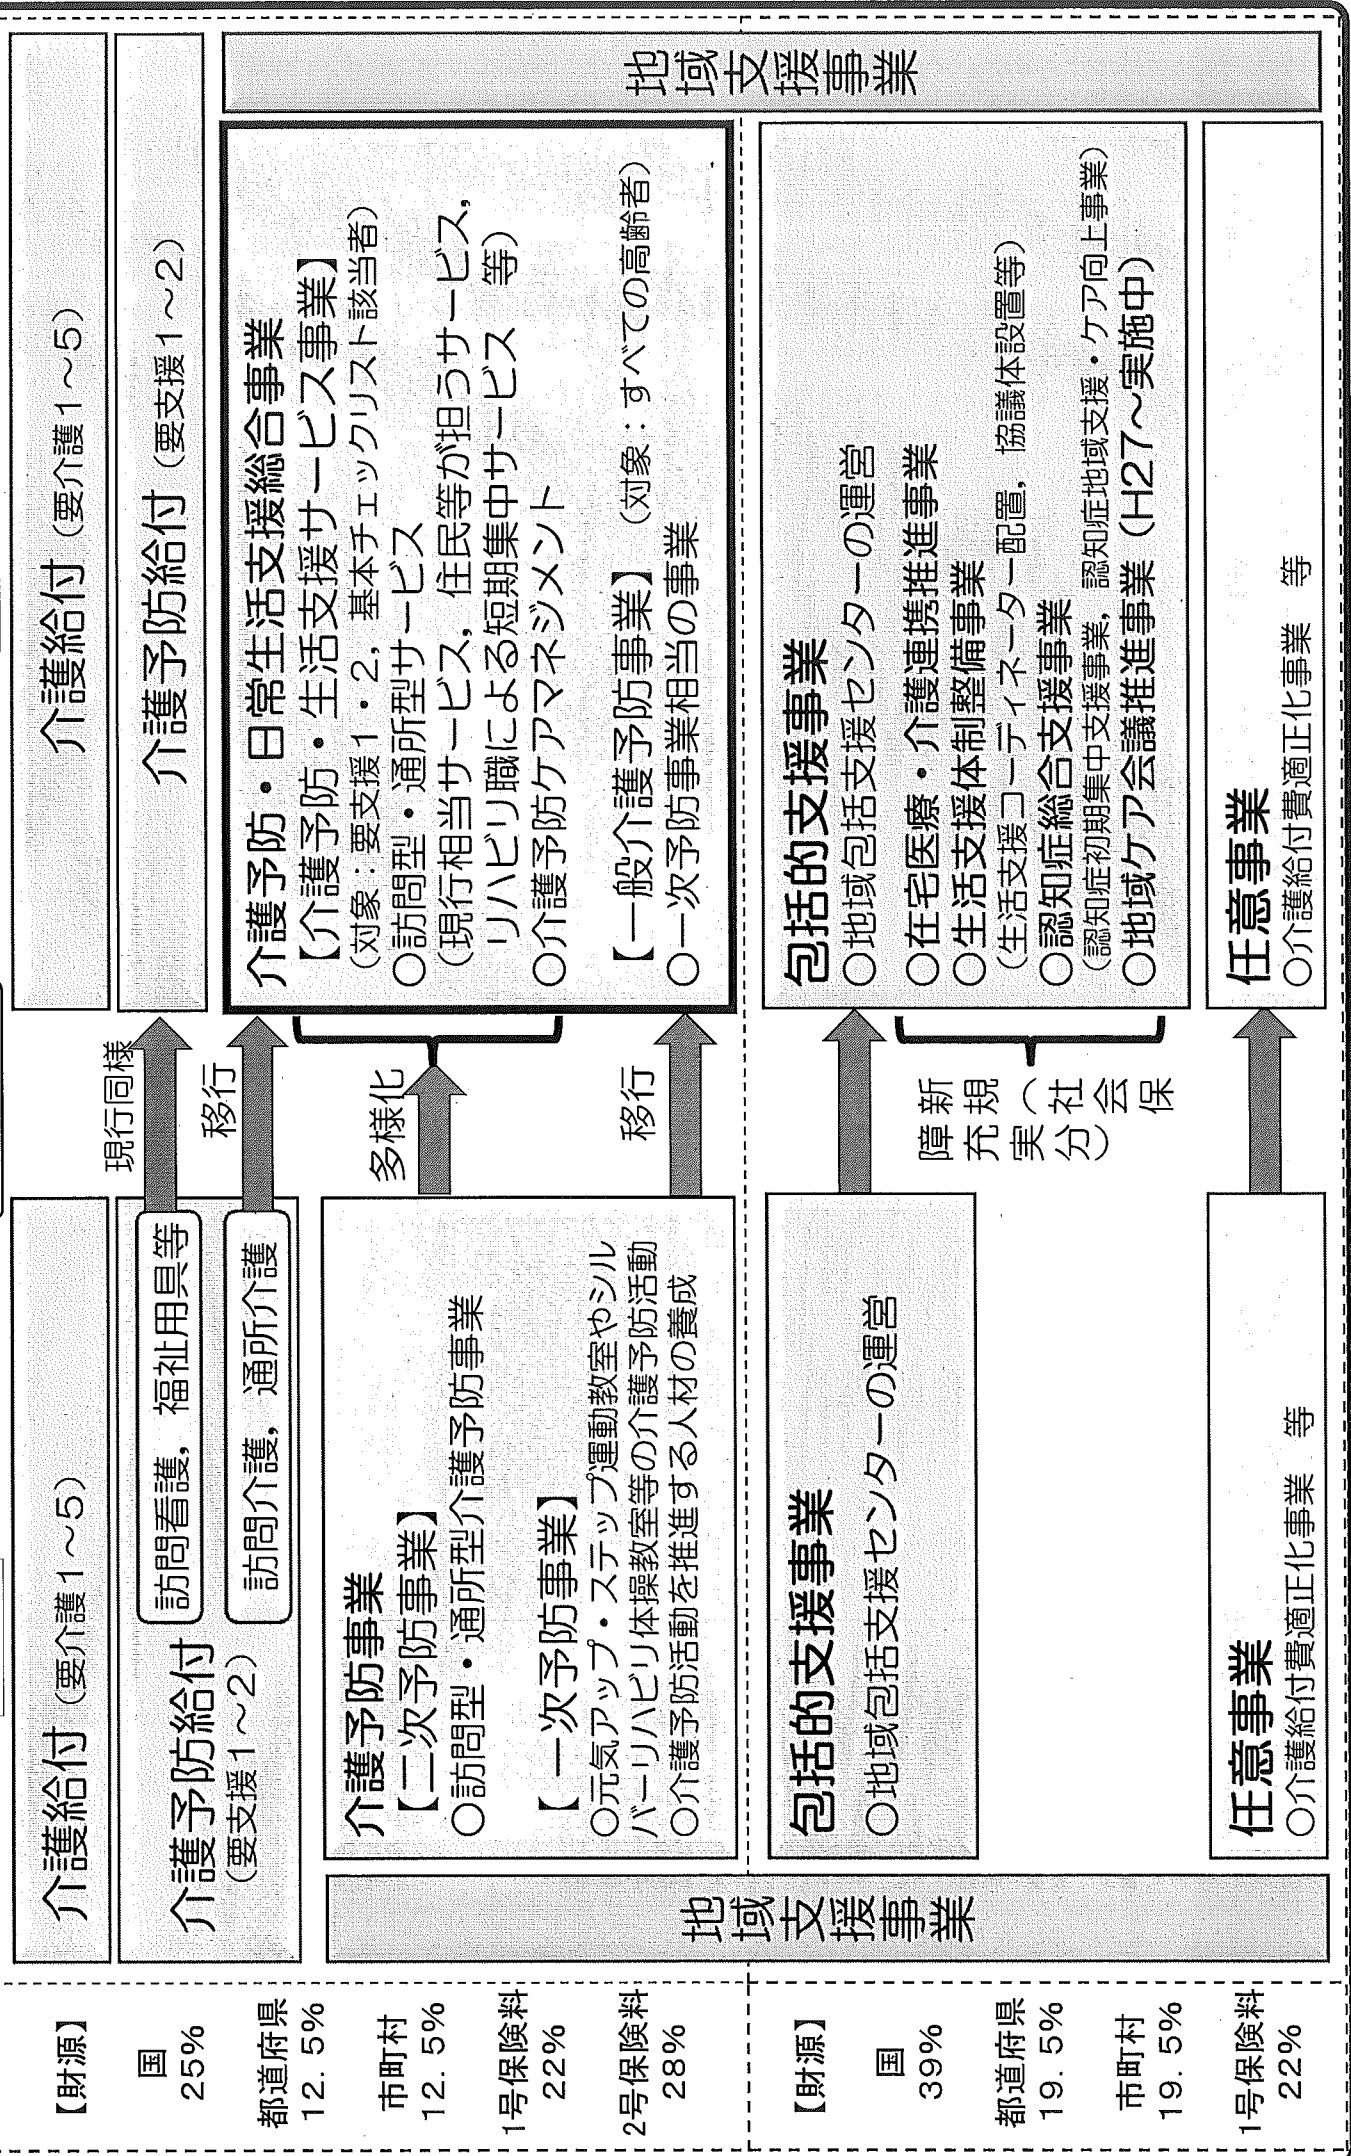 【財源】
国
25%
都道府県
12.5%
市町村
12.5%
1号保険料
22%
2号保険料
28%
【財源】
国
39%
都道府県
19.5%
市町村
19.5%
1号保険料
22%
介護給付（要介護1～5）
介護予防給付
（要支援1～2）
訪問看護，福祉用具等
訪問介護，通所介護
地域支援事業
介護予防事業
【二次予防事業】
○訪問型・通所型介護予防事業
【一次予防事業】
○元気アップ・ステップ運動教室やシル
バーリハビリ体操教室等の介護予防活動
○介護予防活動を推進する人材の養成
包括的支援事業
○地域包括支援センターの運営
任意事業
○介護給付費適正化事業　等
現行同様
移行
多様化
移行
新規（社会保
障充実分）
介護給付（要介護1～5）
介護予防給付（要支援1～2）
介護予防・日常生活支援総合事業
【介護予防・生活支援サービス事業】
（対象：要支援1・2，基本チェックリスト該当者）
○訪問型・通所型サービス
（現行相当サービス，住民等が担うサービス，
リハビリ職による短期集中サービス　等）
○介護予防ケアマネジメント
【一般介護予防事業】（対象：すべての高齢者）
○一次予防事業相当の事業
包括的支援事業
○地域包括支援センターの運営
○在宅医療・介護連携推進事業
○生活支援体制整備事業
（生活支援コーディネーター配置，協議体設置等）
○認知症総合支援事業
（認知症初期集中支援事業，認知症地域支援・ケア向上事業）
○地域ケア会議推進事業（H27～実施中）
任意事業
○介護給付費適正化事業　等
地域支援事業